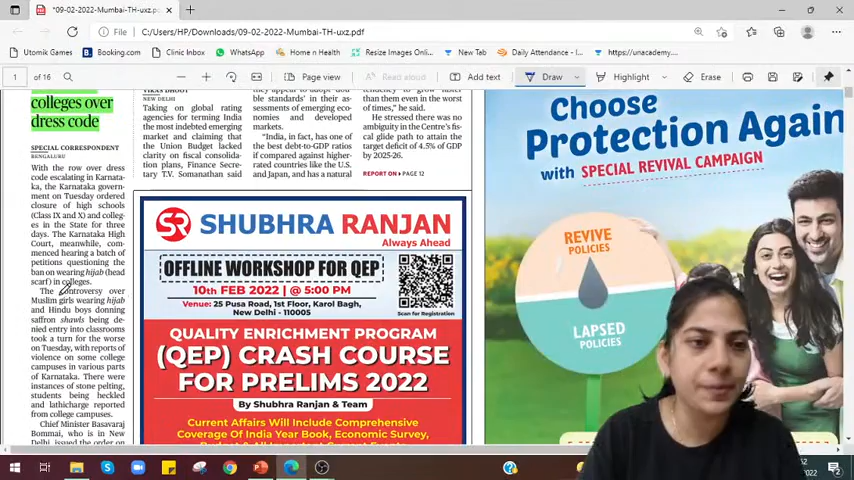 *09-02-2022-Mumbai-TH-uxz.pdf
File
C:/Users/HP/Downloads/09-02-2022-Mumbai-TH-uxz.pdf
Utomik Games
Booking.com
Clinic Inbox
WhatsApp
Home n Health
Resize Images Onl...
New Tab
Daily Attendance - I...
https://unacademy...
1
of 16
Page view
Read aloud
Add text
Draw
Highlight
Erase
colleges over
dress code
SPECIAL CORRESPONDENT
BENGALURU
With the row over dress
code escalating in Karnata-
ka, the Karnataka govern-
ment on Tuesday ordered
closure of high schools
(Class IX and X) and colleg-
es in the State for three
days. The Karnataka High
Court, meanwhile, com-
menced hearing a batch of
petitions questioning the
ban on wearing hijab (head
scarf) in colleges.
The controversy over
Muslim girls wearing hijab
and Hindu boys donning
saffron shawls being de-
nied entry into classrooms
took a turn for the worse
on Tuesday, with reports of
violence on some college
campuses in various parts
of Karnataka. There were
instances of stone pelting,
students being heckled
and lathicharge reported
from college campuses.
Chief Minister Basavaraj
Bommai, who is in New
Delhi, issued the order on
VIKAS DHOOT
NEW DELHI
Taking on global rating
agencies for terming India
the most indebted emerging
market and claiming that
the Union Budget lacked
clarity on fiscal consolida-
tion plans, Finance Secre-
tary T.V. Somanathan said
they appear to adopt 'dou-
ble standards' in their as-
sessments of emerging eco-
nomies and developed
markets.
"India, in fact, has one of
the best debt-to-GDP ratios
if compared against higher-
rated countries like the U.S.
and Japan, and has a natural
tendency to grow faster
than them even in the worst
of times," he said.
He stressed there was no
ambiguity in the Centre's fis-
cal glide path to attain the
target deficit of 4.5% of GDP
by 2025-26.
REPORT ON PAGE 12
SR SHUBHRA RANJAN
Always Ahead
OFFLINE WORKSHOP FOR QEP
10th FEB 2022 @ 5:00 PM
Venue: 25 Pusa Road, 1st Floor, Karol Bagh,
New Delhi -110005
Scan for Registration
QUALITY ENRICHMENT PROGRAM
(QEP) CRASH COURSE
FOR PRELIMS 2022
By Shubhra Ranjan & Team
Current Affairs Will Include Comprehensive
Coverage Of India Year Book, Economic Survey,
Choose
Protection Again
with SPECIAL REVIVAL CAMPAIGN
REVIVE
POLICIES
LAPSED
POLICIES